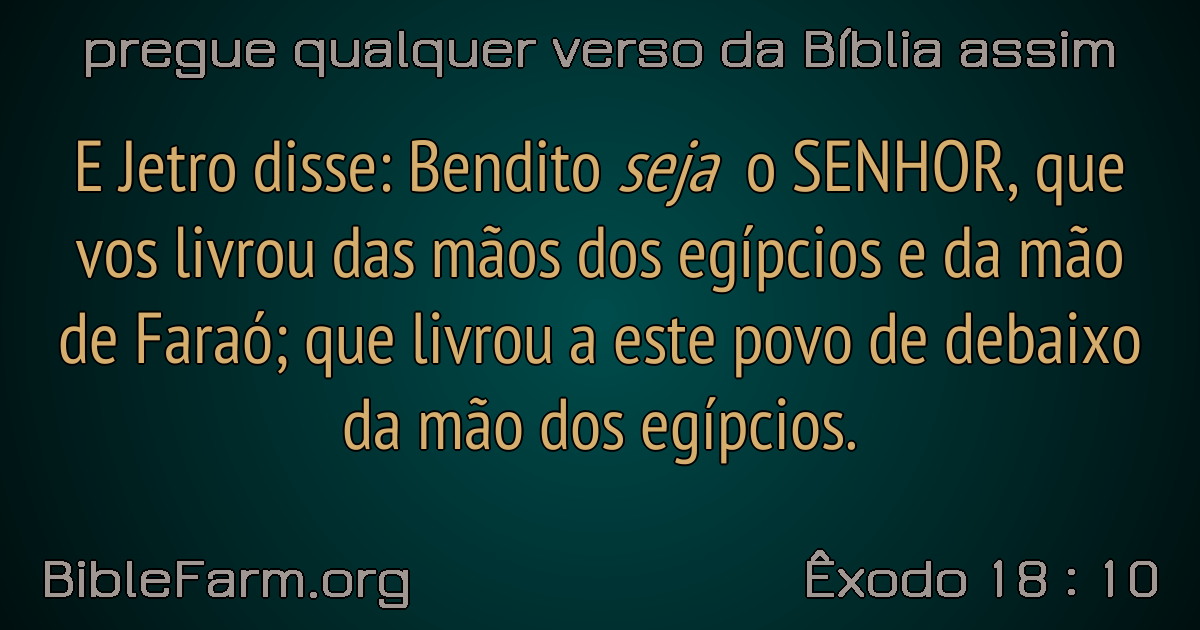 pregue qualquer verso da Bíblia assim
E Jetro disse: Bendito seja o SENHOR, que
vos livrou das mãos dos egípcios e da mão
de Faraó; que livrou a este povo de debaixo
da mão dos egípcios.
BibleFarm.org
Êxodo 18 : 10